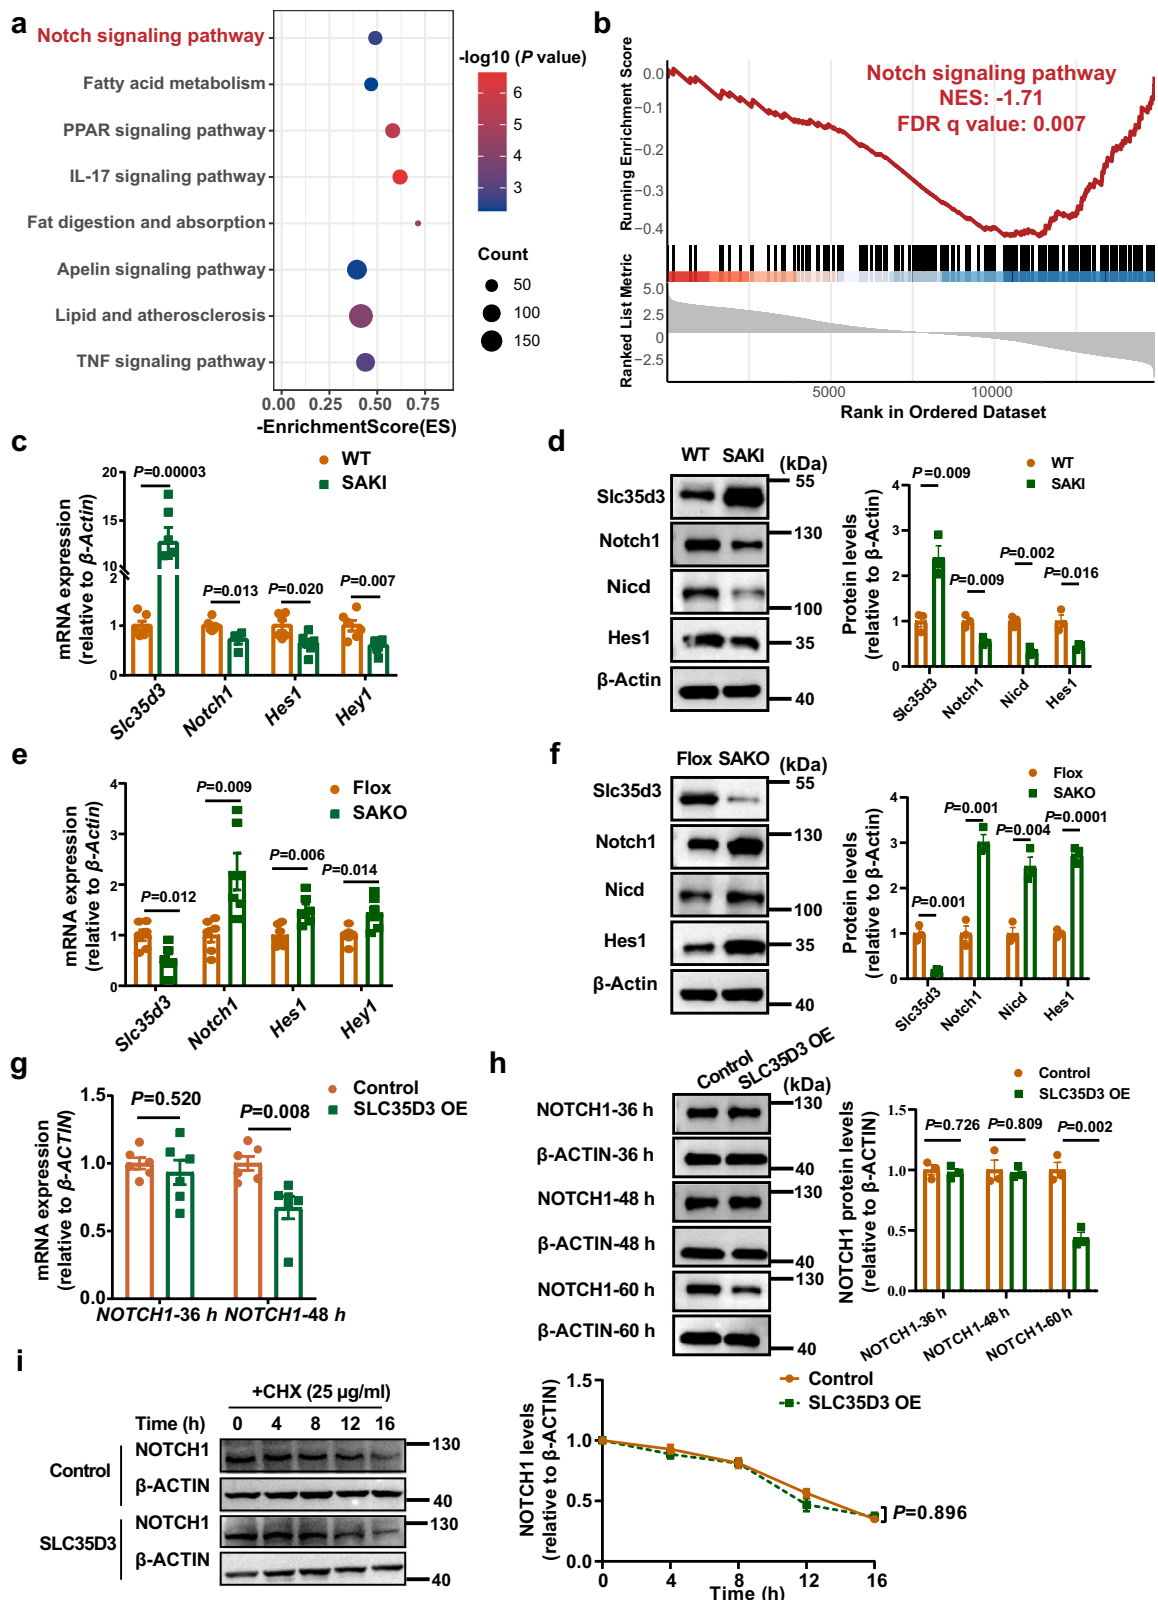 a
Notch signaling pathway
Fatty acid metabolism
PPAR signaling pathway
IL-17 signaling pathway
Fat digestion and absorption
Apelin signaling pathway
Lipid and atherosclerosis
TNF signaling pathway
0.00 0.25 0.50 0.75
-EnrichmentScore(ES)
-log10 (P value)
6
5
4
3
Count
50
100
150
b
Running Enrichment Score
0.0
−0.1
−0.2
−0.3
−0.4
Notch signaling pathway
NES: -1.71
FDR q value: 0.007
Ranked List Metric
5.0
2.5
0
−2.5
5000 10000
Rank in Ordered Dataset
c
WT
SAKI
mRNA expression
(relative to β-Actin)
20
15
10
2
1
0
P=0.00003
P=0.013
P=0.020
P=0.007
Slc35d3 Notch1 Hes1 Hey1
d
WT SAKI (kDa)
Slc35d3 55
Notch1 130
Nicd 100
Hes1 35
β-Actin 40
WT
SAKI
Protein levels
(relative to β-Actin)
4
3
2
1
0
P=0.009
P=0.009
P=0.002
P=0.016
Slc35d3 Notch1 Nicd Hes1
e
Flox
SAKO
mRNA expression
(relative to β-Actin)
4
3
2
1
0
P=0.012
P=0.009
P=0.006
P=0.014
Slc35d3 Notch1 Hes1 Hey1
f
Flox SAKO (kDa)
Slc35d3 55
Notch1 130
Nicd 100
Hes1 35
β-Actin 40
Flox
SAKO
Protein levels
(relative to β-Actin)
4
3
2
1
0
P=0.001
P=0.001
P=0.004
P=0.0001
Slc35d3 Notch1 Nicd Hes1
g
Control
SLC35D3 OE
mRNA expression
(relative to β-ACTIN)
1.5
1.0
0.5
0.0
P=0.520
P=0.008
NOTCH1-36 h NOTCH1-48 h
h
Control SLC35D3 OE (kDa)
NOTCH1-36 h 130
β-ACTIN-36 h 40
NOTCH1-48 h 130
β-ACTIN-48 h 40
NOTCH1-60 h 130
β-ACTIN-60 h 40
Control
SLC35D3 OE
NOTCH1 protein levels
(relative to β-ACTIN)
1.5
1.0
0.5
0.0
P=0.726
P=0.809
P=0.002
NOTCH1-36 h NOTCH1-48 h NOTCH1-60 h
i
+CHX (25 μg/ml)
Time (h) 0 4 8 12 16
Control
NOTCH1 130
β-ACTIN 40
SLC35D3
NOTCH1 130
β-ACTIN 40
Control
SLC35D3 OE
NOTCH1 levels
(relative to β-ACTIN)
1.5
1.0
0.5
0.0
P=0.896
0 4 8 12 16
Time (h)